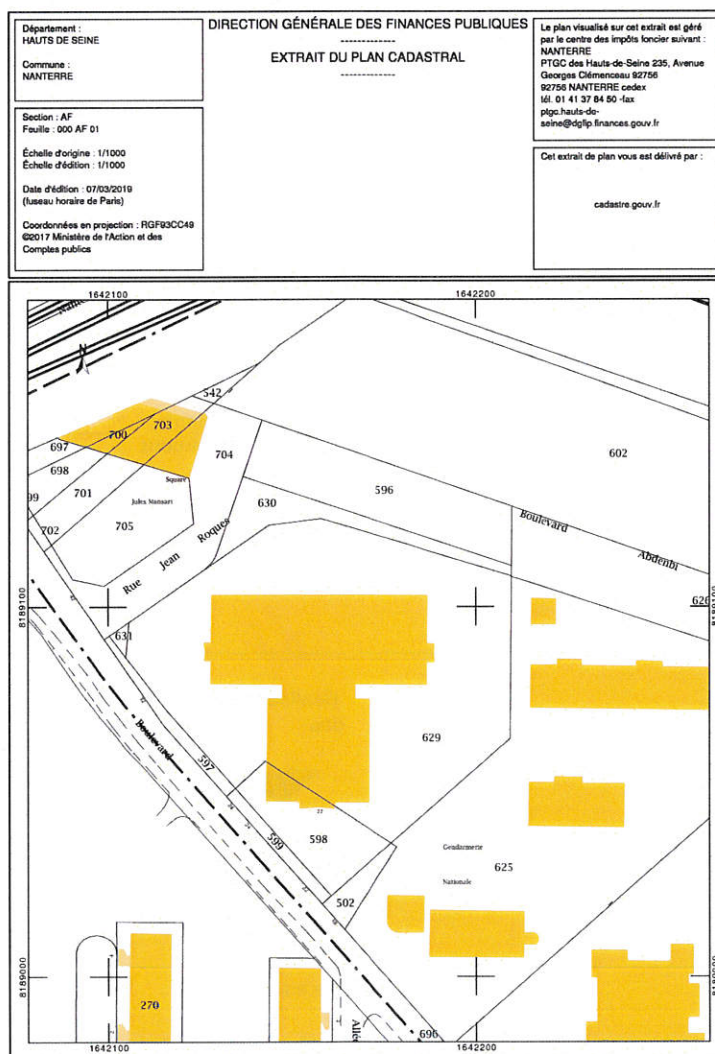 Département :
HAUTS DE SEINE
Commune :
NANTERRE
Section : AF
Feuille : 000 AF 01
Échelle d'origine : 1/1000
Échelle d'édition : 1/1000
Date d'édition : 07/03/2019
(fuseau horaire de Paris)
Coordonnées en projection : RGF93CC49
©2017 Ministère de l'Action et des
Comptes publics
DIRECTION GÉNÉRALE DES FINANCES PUBLIQUES
-------------
EXTRAIT DU PLAN CADASTRAL
-------------
Le plan visualisé sur cet extrait est géré
par le centre des impôts foncier suivant :
NANTERRE
PTGC des Hauts-de-Seine 235, Avenue
Georges Clémenceau 92756
92756 NANTERRE cedex
tél. 01 41 37 84 50 -fax
ptgc.hauts-de-
seine@dgfip.finances.gouv.fr
Cet extrait de plan vous est délivré par :
cadastre.gouv.fr
1642100
1642200
N
542
703
700
697
704
602
698
Square
701
596
Jules Mansart
99
630
Boulevard
702
705
Rue Jean Roques
Abdenbi
8189100
626
8189100
631
Boulevard
629
597
599
598
Gendarmerie
625
Nationale
502
8189000
270
8189000
Allée
696
1642100
1642200